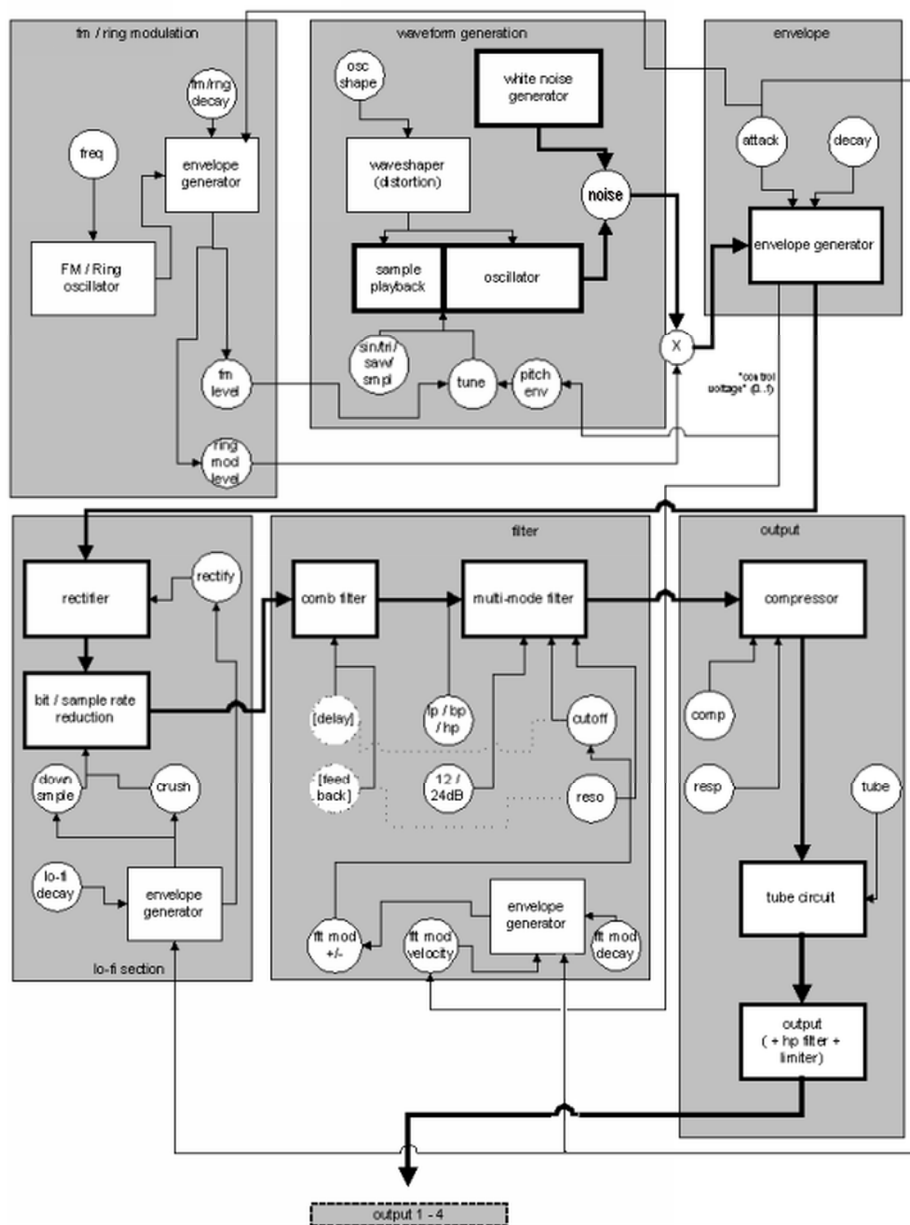 fm / ring modulation
waveform generation
envelope
fm/rng
decay
freq
envelope
generator
FM / Ring
oscillator
fm
level
ring
mod
level
osc
shape
white noise
generator
waveshaper
(distortion)
noise
sample
playback
oscillator
sin/tri/
saw/
smpl
tune
pitch
env
X
attack
decay
envelope generator
"control
voltage" (0..1)
rectifier
rectify
bit / sample rate
reduction
down
smple
crush
lo-fi
decay
envelope
generator
lo-fi section
filter
comb filter
multi-mode filter
[delay]
lp / bp
/ hp
cutoff
[feed
back]
12 /
24dB
reso
envelope
generator
flt mod
+/-
flt mod
velocity
flt mod
decay
output
compressor
comp
resp
tube
tube circuit
output
( + hp filter +
limiter)
output 1 - 4